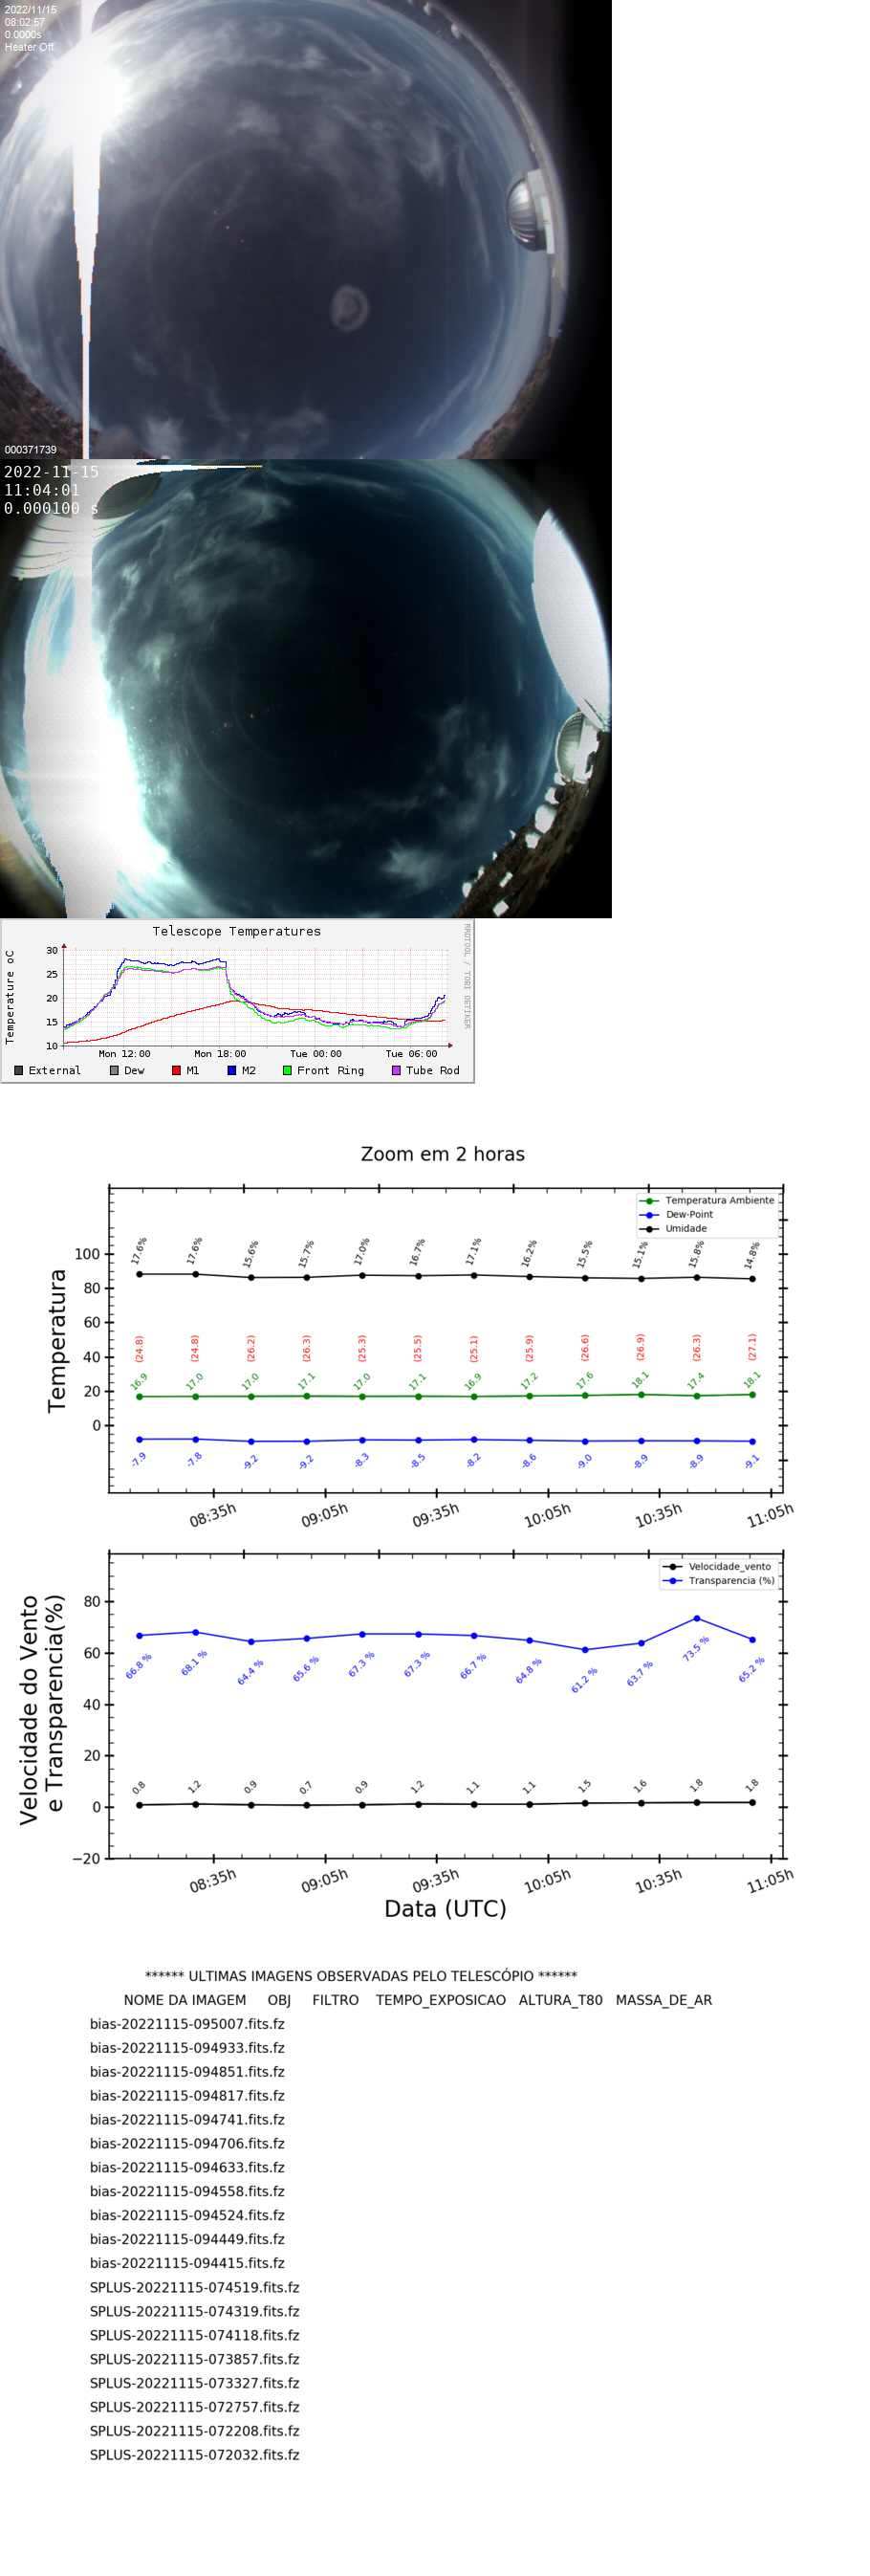 2022/11/15
08:02:57
0.0000s
Heater Off
000371739
2022-11-15
11:04:01
0.000100 s
Telescope Temperatures
RRDTOOL / TOBI OETIKER
Temperature oC
30
25
20
15
10
Mon 12:00 Mon 18:00 Tue 00:00 Tue 06:00
External Dew M1 M2 Front Ring Tube Rod
Zoom em 2 horas
Temperatura Ambiente
Dew-Point
Umidade
Temperatura
100
80
60
40
20
0
17.6% 17.6% 15.6% 15.7% 17.0% 16.7% 17.1% 16.2% 15.5% 15.1% 15.8% 14.8%
(24.8) (24.8) (26.2) (26.3) (25.3) (25.5) (25.1) (25.9) (26.6) (26.9) (26.3) (27.1)
16.9 17.0 17.0 17.1 17.0 17.1 16.9 17.2 17.6 18.1 17.4 18.1
-7.9 -7.8 -9.2 -9.2 -8.3 -8.5 -8.2 -8.6 -9.0 -8.9 -8.9 -9.1
08:35h 09:05h 09:35h 10:05h 10:35h 11:05h
Velocidade_vento
Transparencia (%)
Velocidade do Vento
e Transparencia(%)
80
60
40
20
0
−20
66.8 % 68.1 % 64.4 % 65.6 % 67.3 % 67.3 % 66.7 % 64.8 % 61.2 % 63.7 % 73.5 % 65.2 %
0.8 1.2 0.9 0.7 0.9 1.2 1.1 1.1 1.5 1.6 1.8 1.8
08:35h 09:05h 09:35h 10:05h 10:35h 11:05h
Data (UTC)
****** ULTIMAS IMAGENS OBSERVADAS PELO TELESCÓPIO ******
NOME DA IMAGEM OBJ FILTRO TEMPO_EXPOSICAO ALTURA_T80 MASSA_DE_AR
bias-20221115-095007.fits.fz
bias-20221115-094933.fits.fz
bias-20221115-094851.fits.fz
bias-20221115-094817.fits.fz
bias-20221115-094741.fits.fz
bias-20221115-094706.fits.fz
bias-20221115-094633.fits.fz
bias-20221115-094558.fits.fz
bias-20221115-094524.fits.fz
bias-20221115-094449.fits.fz
bias-20221115-094415.fits.fz
SPLUS-20221115-074519.fits.fz
SPLUS-20221115-074319.fits.fz
SPLUS-20221115-074118.fits.fz
SPLUS-20221115-073857.fits.fz
SPLUS-20221115-073327.fits.fz
SPLUS-20221115-072757.fits.fz
SPLUS-20221115-072208.fits.fz
SPLUS-20221115-072032.fits.fz